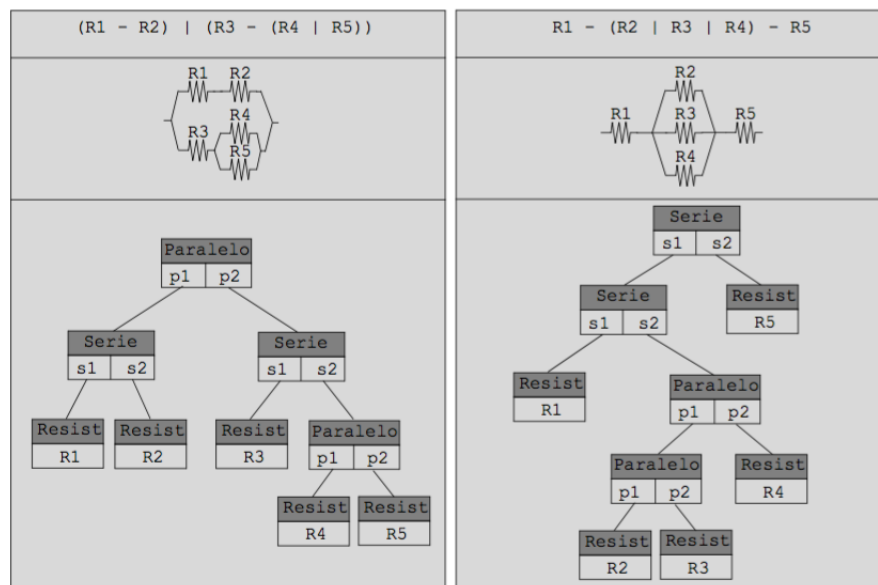 (R1 - R2) | (R3 - (R4 | R5))
R1 R2
R4
R3
R5
Paralelo
p1 p2
Serie Serie
s1 s2 s1 s2
Resist Resist Resist Paralelo
R1 R2 R3 p1 p2
Resist Resist
R4 R5
R1 - (R2 | R3 | R4) - R5
R2
R1 R3 R5
R4
Serie
s1 s2
Serie Resist
s1 s2 R5
Resist Paralelo
R1 p1 p2
Paralelo Resist
p1 p2 R4
Resist Resist
R2 R3